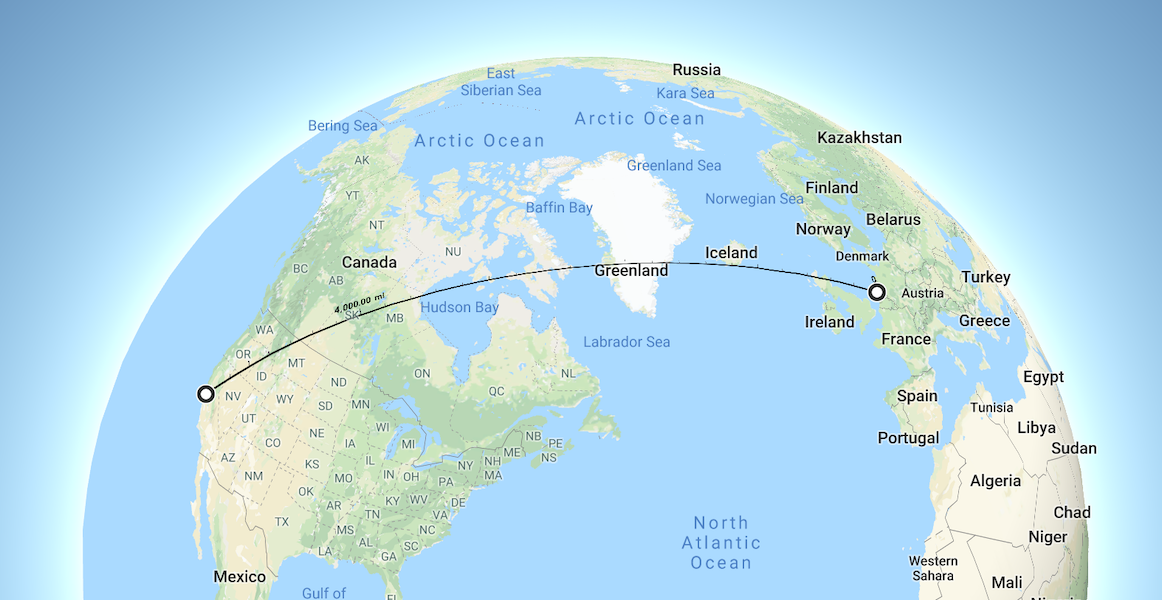 Russia
East
Siberian Sea
Kara Sea
Arctic Ocean
Bering Sea
Arctic Ocean
Kazakhstan
AK
Greenland Sea
Finland
YT
Norwegian Sea
Baffin Bay
Belarus
NT
Norway
NU
Iceland
Denmark
Canada
BC
Greenland
Turkey
AB
Austria
4,000.00 mi
Hudson Bay
SK
MB
Ireland
Greece
WA
France
Labrador Sea
OR
MT
ID
ON
NL
Egypt
ND
NV
WY
QC
Spain
SD
MN
Tunisia
UT
WI
Libya
NE
NB
Portugal
CO
IA
MI
PE
Sudan
ME
AZ
IL
NY
NH
NS
KS
MA
NM
MO
IN
OH
PA
Algeria
OK
KY
WV
DE
AR
TN
VA
Chad
TX
MS
NC
North
Atlantic
Ocean
AL
SC
Niger
LA
GA
Western
Sahara
Mexico
Mali
Gulf of
FL